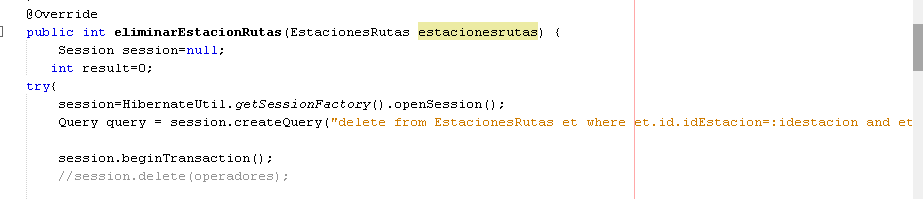 @Override
public int eliminarEstacionRutas(EstacionesRutas estacionesrutas) {
Session session=null;
int result=0;
try{
session=HibernateUtil.getSessionFactory().openSession();
Query query = session.createQuery("delete from EstacionesRutas et where et.id.idEstacion=:idestacion and et
session.beginTransaction();
//session.delete(operadores);